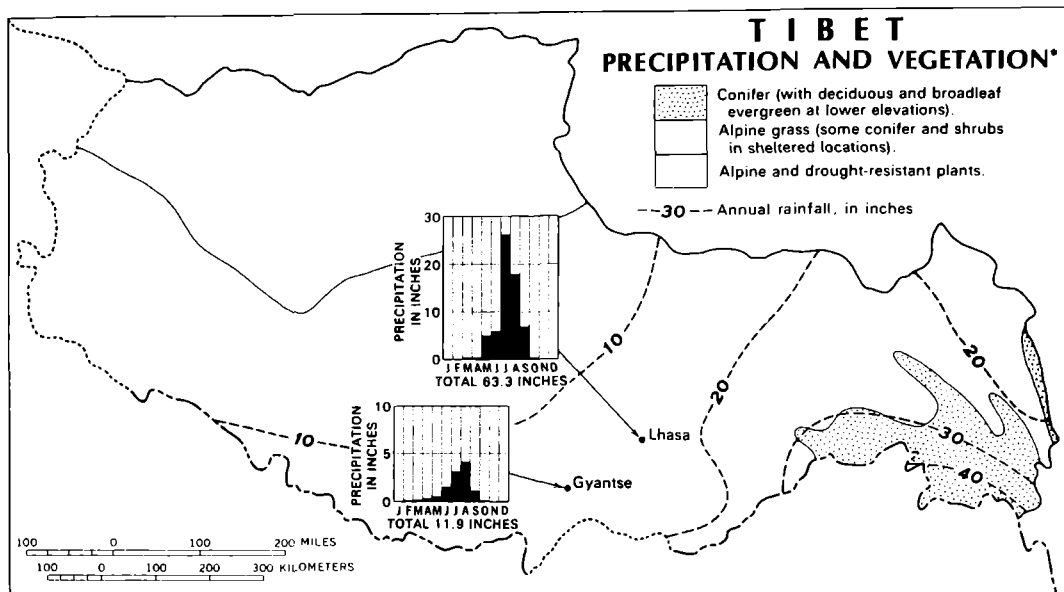 TIBET
PRECIPITATION AND VEGETATION*
Conifer (with deciduous and broadleaf
evergreen at lower elevations).
Alpine grass (some conifer and shrubs
in sheltered locations).
Alpine and drought-resistant plants.
30 Annual rainfall, in inches
PRECIPITATION
IN INCHES
30
20
10
0
J F M A M J J A S O N D
TOTAL 63.3 INCHES
10
20
20
30
40
10
Lhasa
PRECIPITATION
IN INCHES
10
5
0
J F M A M J J A S O N D
TOTAL 11.9 INCHES
Gyantse
100 0 100 200 MILES
100 0 100 200 300 KILOMETERS